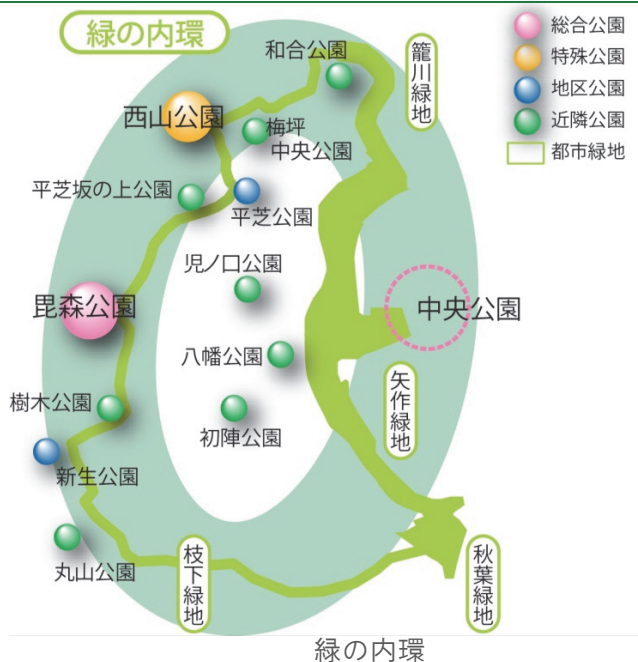 緑の内環
総合公園
特殊公園
地区公園
近隣公園
都市緑地
和合公園
籠川緑地
西山公園
梅坪
中央公園
平芝坂の上公園
平芝公園
児ノ口公園
毘森公園
中央公園
八幡公園
矢作緑地
樹木公園
初陣公園
新生公園
丸山公園
枝下緑地
秋葉緑地
緑の内環